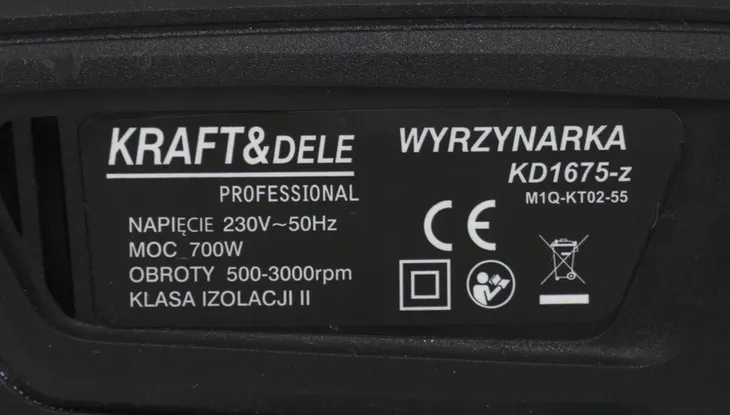 KRAFT&DELE
PROFESSIONAL
NAPIĘCIE 230V~50Hz
MOC 700W
OBROTY 500-3000rpm
KLASA IZOLACJI II
WYRZYNARKA
KD1675-z
M1Q-KT02-55
CE